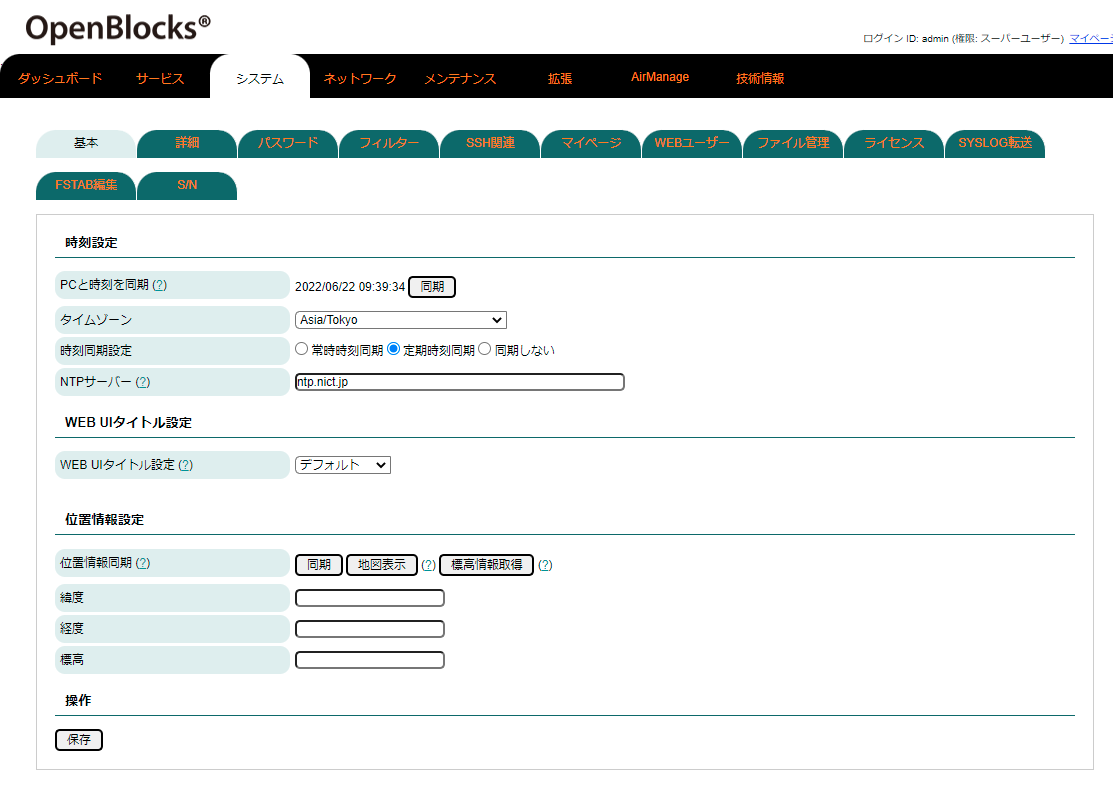 OpenBlocks®
ログイン ID: admin (権限: スーパーユーザー) マイページ
ダッシュボード サービス システム ネットワーク メンテナンス 拡張 AirManage 技術情報
基本 詳細 パスワード フィルター SSH関連 マイページ WEBユーザー ファイル管理 ライセンス SYSLOG転送
FSTAB編集 S/N
時刻設定
PCと時刻を同期 (?) 2022/06/22 09:39:34 同期
タイムゾーン Asia/Tokyo
時刻同期設定 常時時刻同期 定期時刻同期 同期しない
NTPサーバー (?) ntp.nict.jp
WEB UIタイトル設定
WEB UIタイトル設定 (?) デフォルト
位置情報設定
位置情報同期 (?) 同期 地図表示 (?) 標高情報取得 (?)
緯度
経度
標高
操作
保存